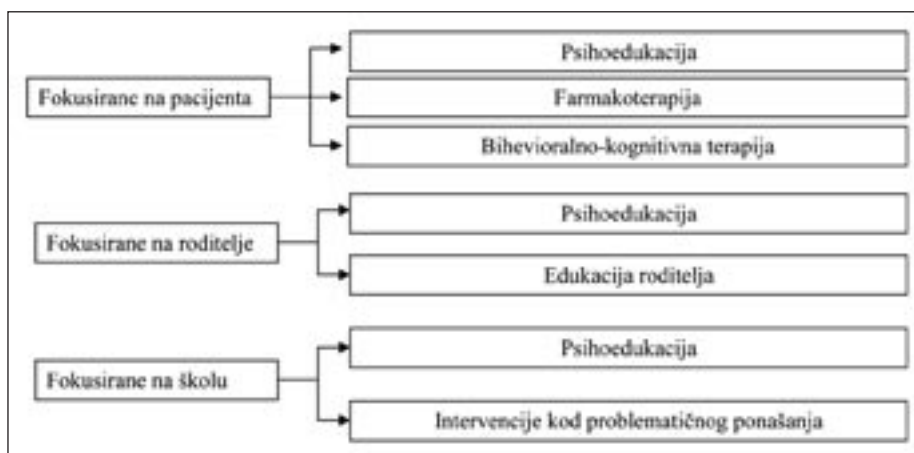 Fokusirane na pacijenta
Psihoedukacija
Farmakoterapija
Bihevioralno-kognitivna terapija
Fokusirane na roditelje
Psihoedukacija
Edukacija roditelja
Fokusirane na školu
Psihoedukacija
Intervencije kod problematičnog ponašanja